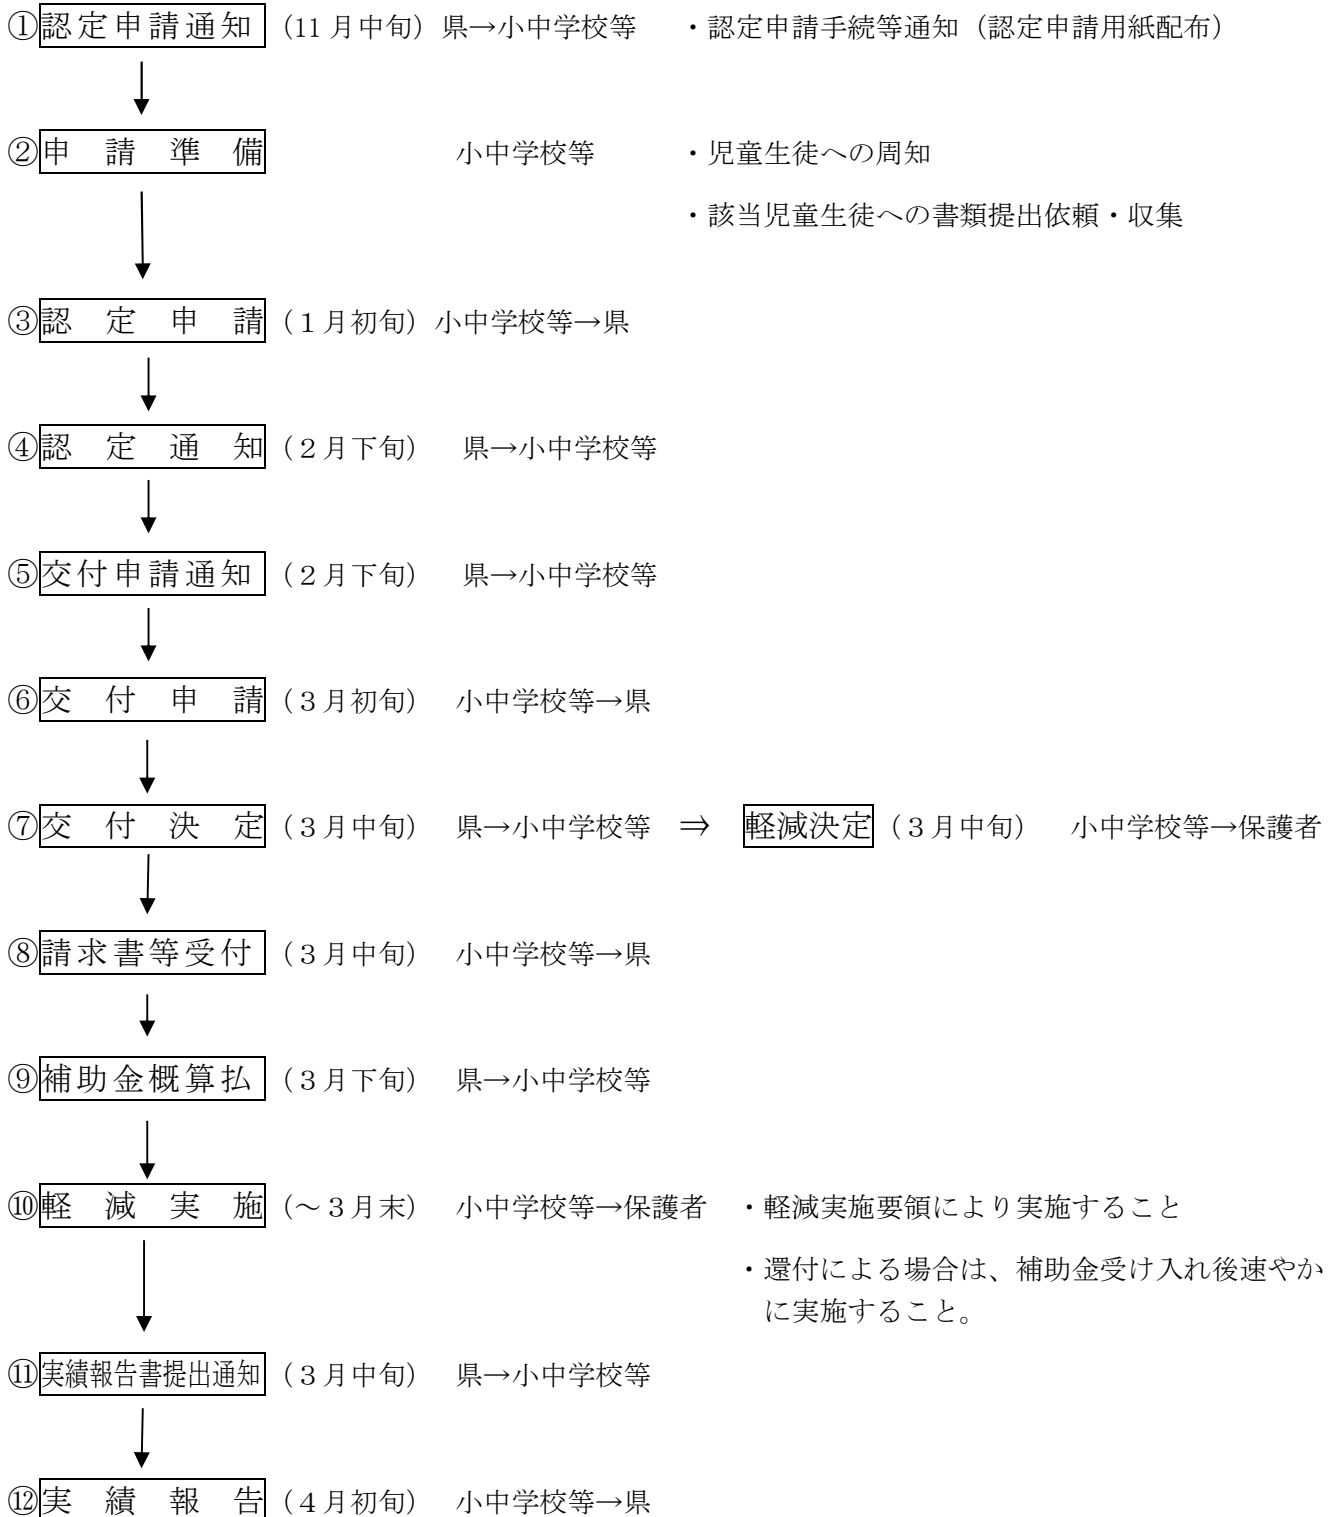 ①認定申請通知（11月中旬）県→小中学校等　・認定申請手続等通知（認定申請用紙配布）
②申　請　準　備　小中学校等　・児童生徒への周知
・該当児童生徒への書類提出依頼・収集
③認　定　申　請（１月初旬）小中学校等→県
④認　定　通　知（２月下旬）　県→小中学校等
⑤交付申請通知（２月下旬）　県→小中学校等
⑥交　付　申　請（３月初旬）　小中学校等→県
⑦交　付　決　定（３月中旬）　県→小中学校等　⇒　軽減決定（３月中旬）　小中学校等→保護者
⑧請求書等受付（３月中旬）　小中学校等→県
⑨補助金概算払（３月下旬）　県→小中学校等
⑩軽　減　実　施（～３月末）　小中学校等→保護者　・軽減実施要領により実施すること
・還付による場合は、補助金受け入れ後速やか
に実施すること。
⑪実績報告書提出通知（３月中旬）　県→小中学校等
⑫実　績　報　告（４月初旬）　小中学校等→県